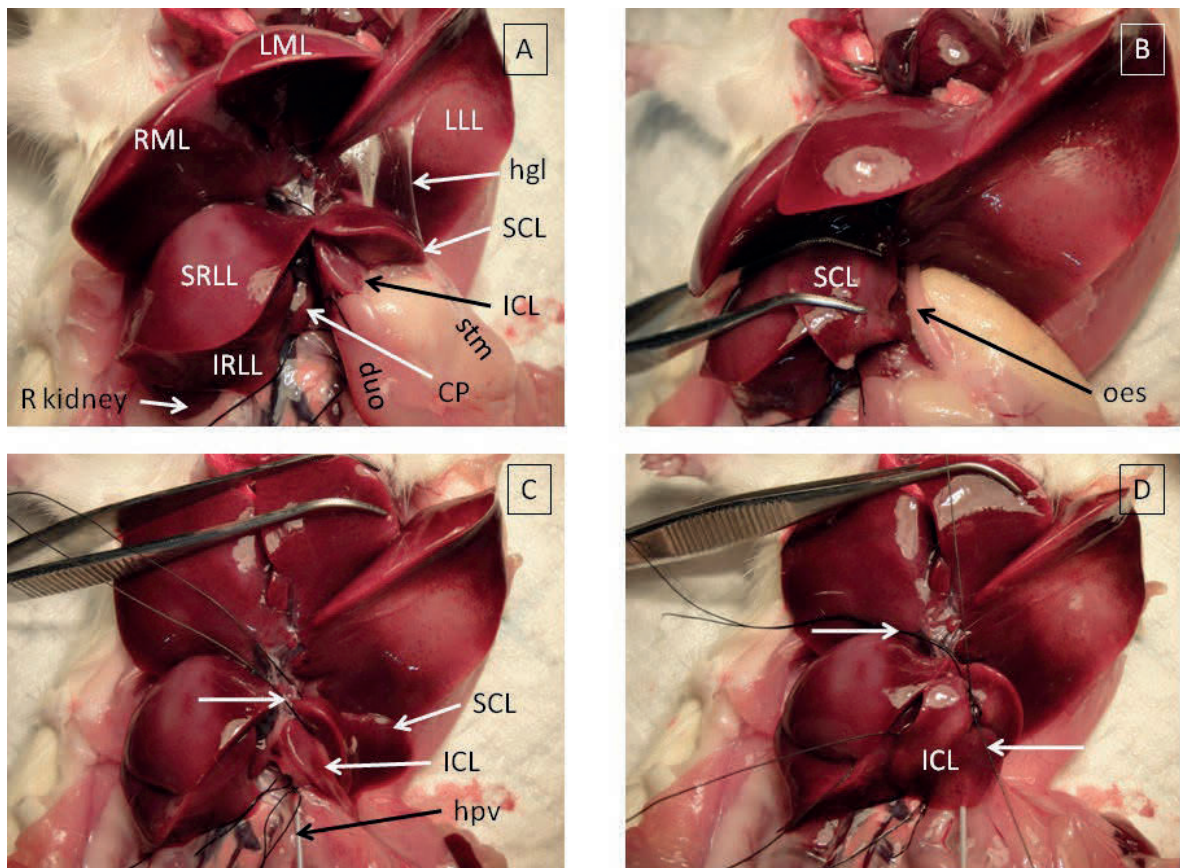 LML
A
RML
LLL
hgl
SCL
SRLL
ICL
stm
IRLL
duo
CP
R kidney
B
SCL
oes
C
SCL
ICL
hpv
D
ICL